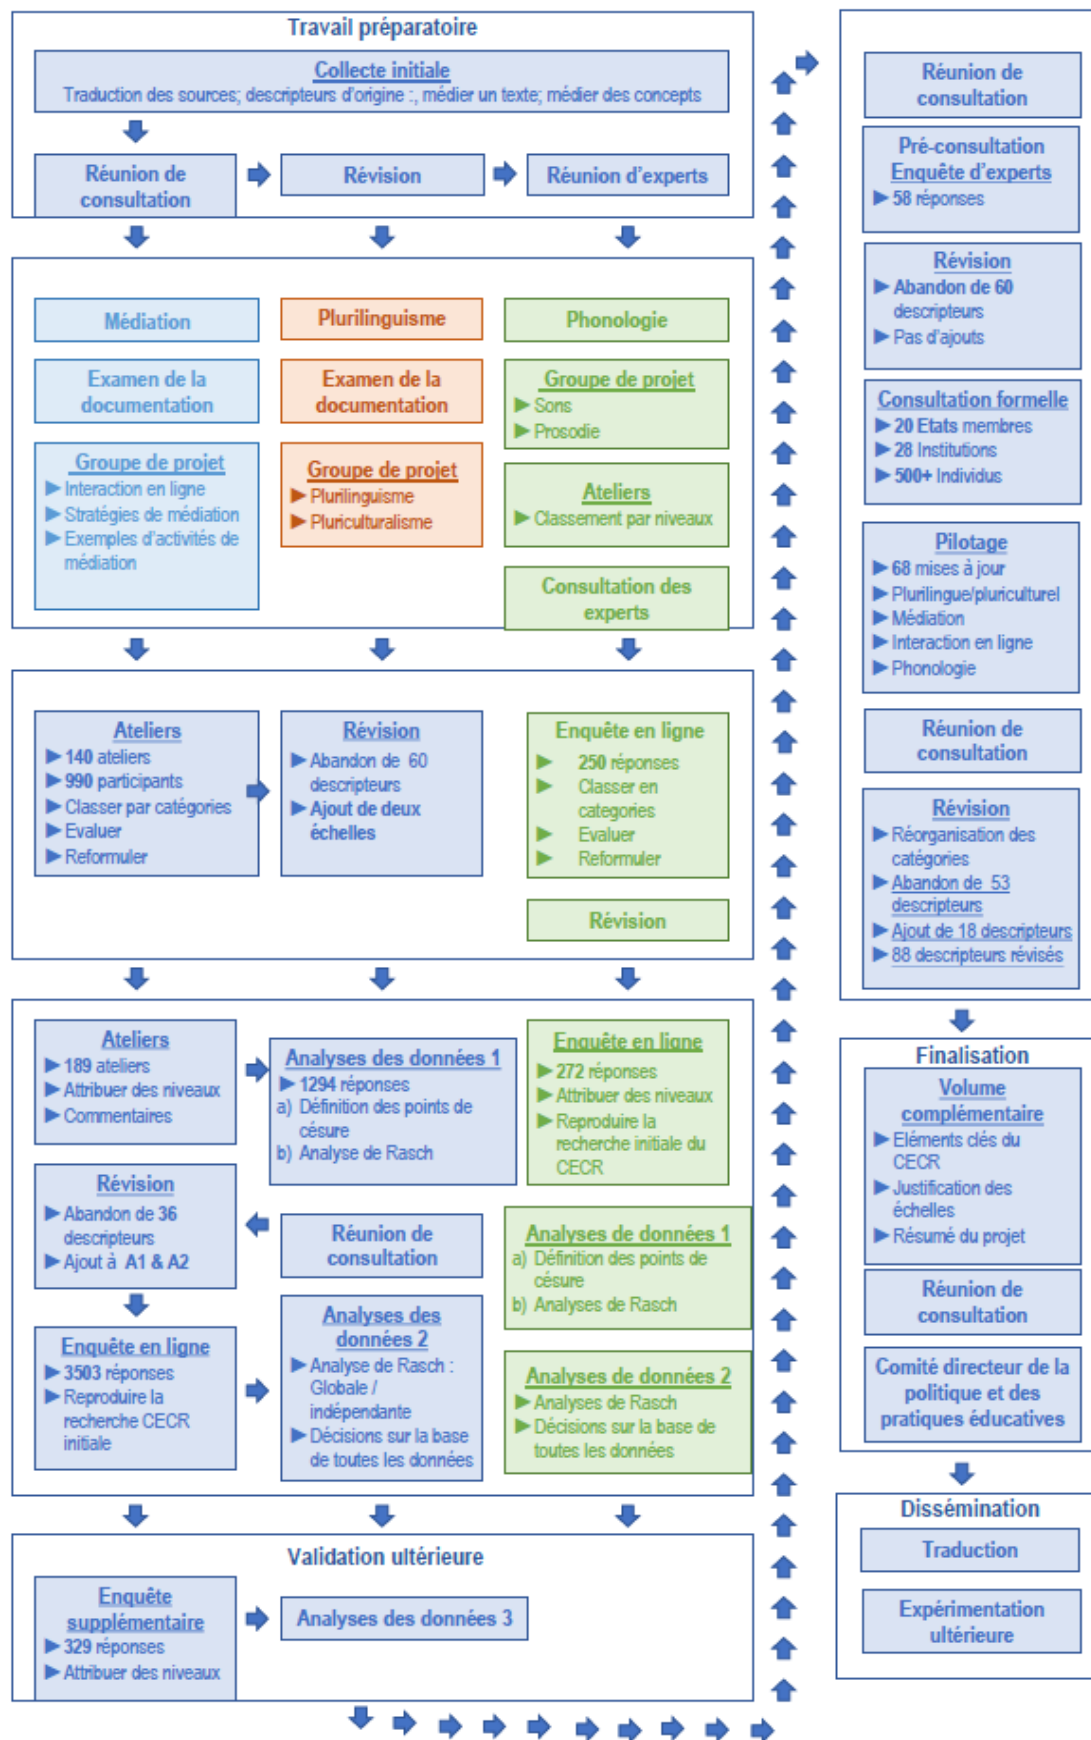 Travail préparatoire
Collecte initiale
Traduction des sources; descripteurs d'origine :, médier un texte; médier des concepts
Réunion de
consultation
Révision
Réunion d'experts
Médiation
Examen de la
documentation
Groupe de projet
► Interaction en ligne
► Stratégies de médiation
► Exemples d'activités de
médiation
Plurilinguisme
Examen de la
documentation
Groupe de projet
► Plurilinguisme
► Pluriculturalisme
Phonologie
Groupe de projet
► Sons
► Prosodie
Ateliers
► Classement par niveaux
Consultation des
experts
Ateliers
► 140 ateliers
► 990 participants
► Classer par catégories
► Evaluer
► Reformuler
Révision
► Abandon de 60
descripteurs
► Ajout de deux
échelles
Enquête en ligne
► 250 réponses
► Classer en
categories
► Evaluer
► Reformuler
Révision
Ateliers
► 189 ateliers
► Attribuer des niveaux
► Commentaires
Analyses des données 1
► 1294 réponses
a) Définition des points de
césure
b) Analyse de Rasch
Enquête en ligne
► 272 réponses
► Attribuer des niveaux
► Reproduire la
recherche initiale du
CECR
Révision
► Abandon de 36
descripteurs
► Ajout à A1 & A2
Réunion de
consultation
Analyses de données 1
a) Définition des points de
césure
b) Analyses de Rasch
Enquête en ligne
► 3503 réponses
► Reproduire la
recherche CECR
initiale
Analyses des
données 2
► Analyse de Rasch :
Globale /
indépendante
► Décisions sur la base
de toutes les données
Analyses de données 2
► Analyses de Rasch
► Décisions sur la base de
toutes les données
Validation ultérieure
Enquête
supplémentaire
► 329 réponses
► Attribuer des niveaux
Analyses des données 3
Réunion de
consultation
Pré-consultation
Enquête d'experts
► 58 réponses
Révision
► Abandon de 60
descripteurs
► Pas d'ajouts
Consultation formelle
► 20 Etats membres
► 28 Institutions
► 500+ Individus
Pilotage
► 68 mises à jour
► Plurilingue/pluriculturel
► Médiation
► Interaction en ligne
► Phonologie
Réunion de
consultation
Révision
► Réorganisation des
catégories
► Abandon de 53
descripteurs
► Ajout de 18 descripteurs
► 88 descripteurs révisés
Finalisation
Volume
complémentaire
► Eléments clés du
CECR
► Justification des
échelles
► Résumé du projet
Réunion de
consultation
Comité directeur de la
politique et des
pratiques éducatives
Dissémination
Traduction
Expérimentation
ultérieure